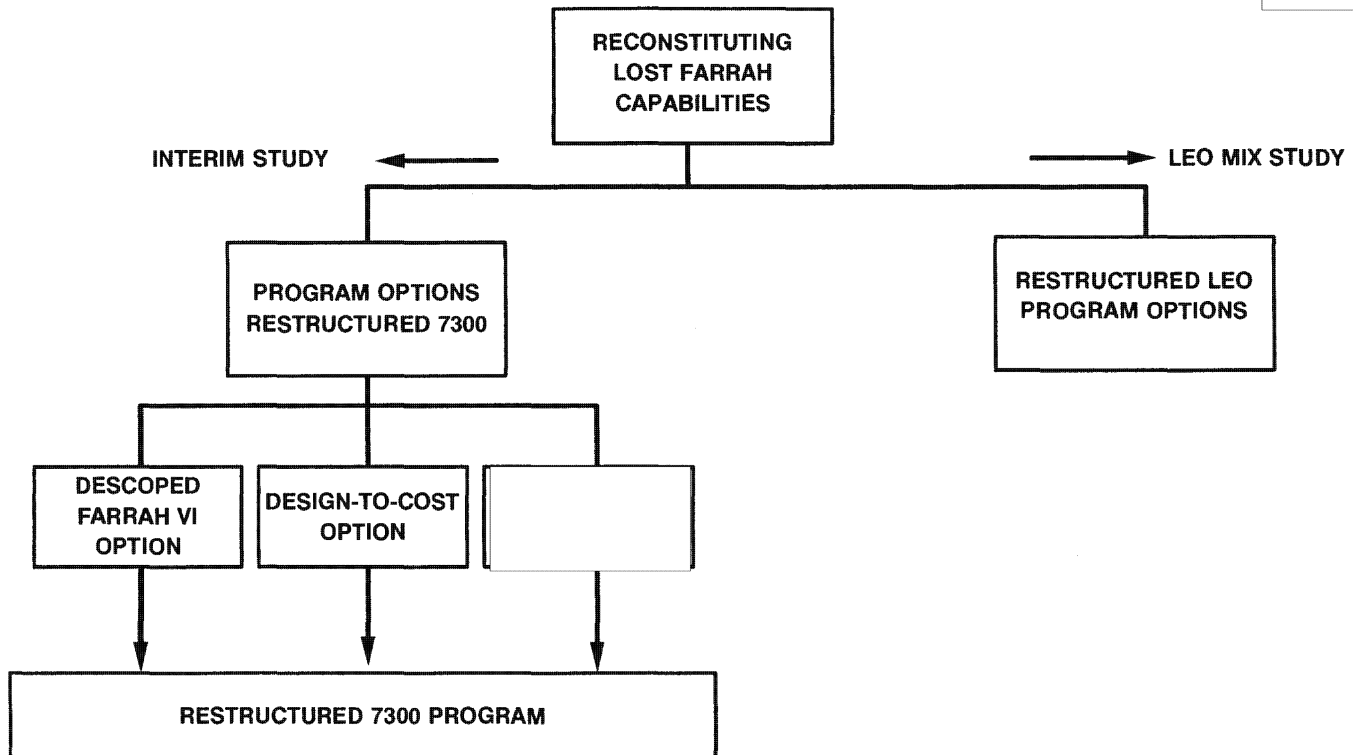 RECONSTITUTING
LOST FARRAH
CAPABILITIES
INTERIM STUDY
LEO MIX STUDY
PROGRAM OPTIONS
RESTRUCTURED 7300
RESTRUCTURED LEO
PROGRAM OPTIONS
DESCOPED
FARRAH VI
OPTION
DESIGN-TO-COST
OPTION
RESTRUCTURED 7300 PROGRAM